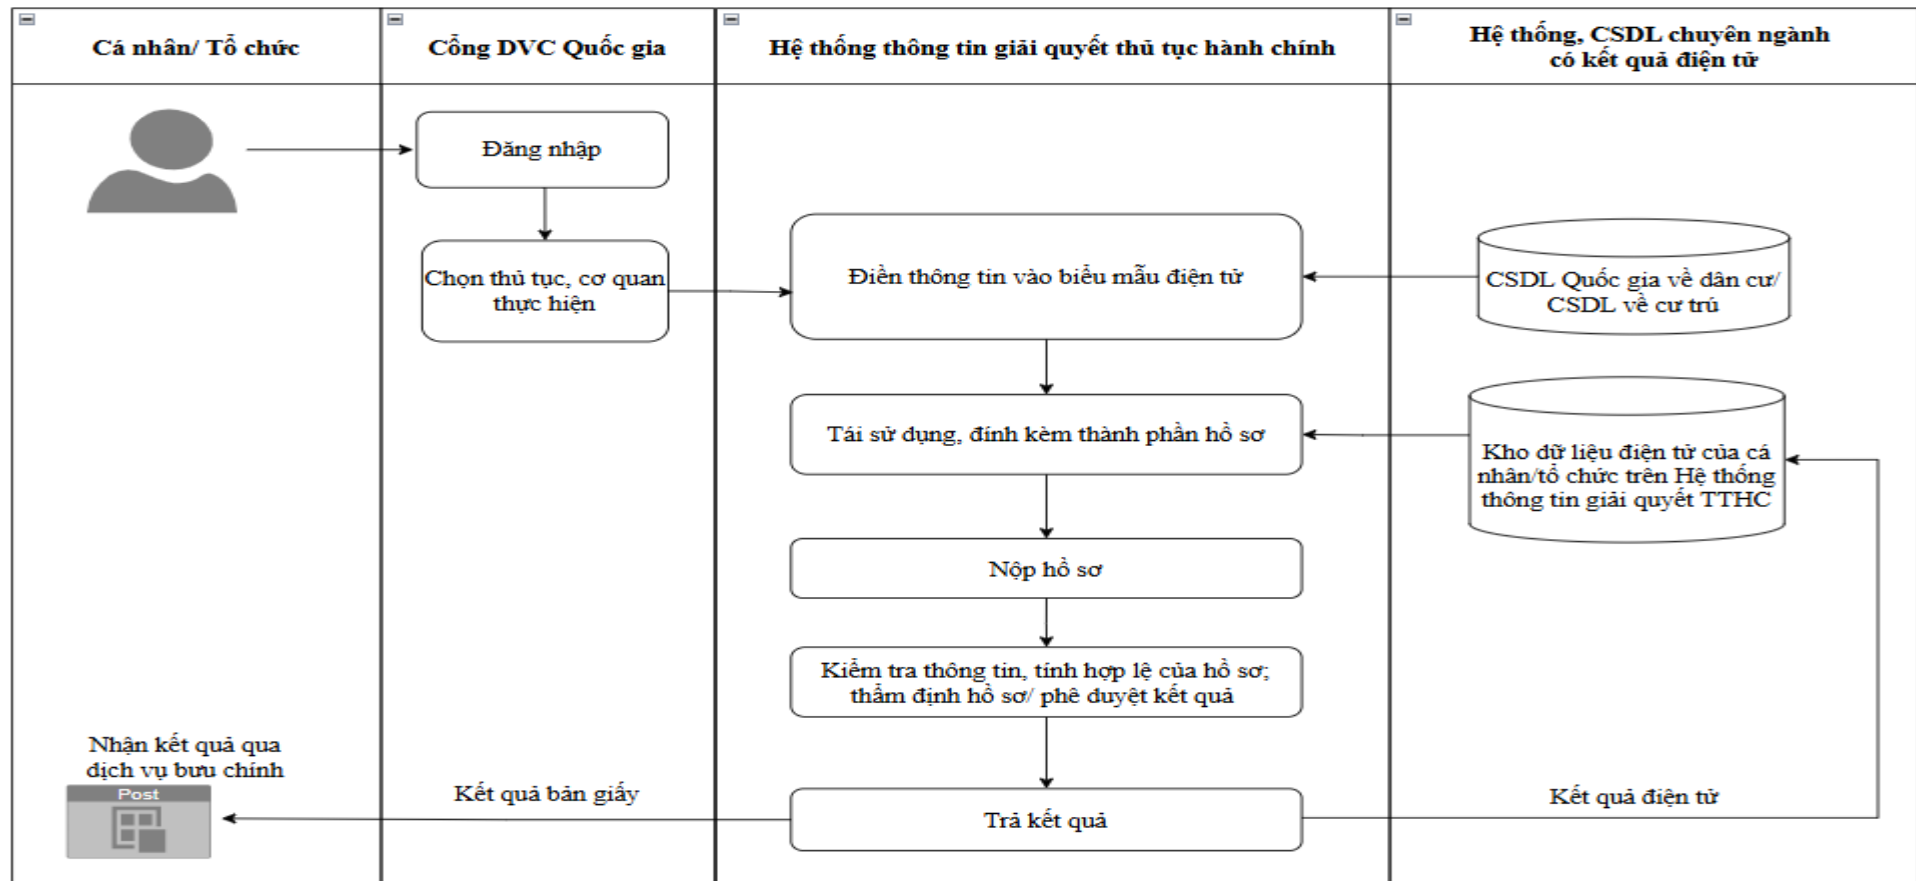 Cá nhân/ Tổ chức
Cổng DVC Quốc gia
Hệ thống thông tin giải quyết thủ tục hành chính
Hệ thống, CSDL chuyên ngành
có kết quả điện tử
Đăng nhập
Chọn thủ tục, cơ quan
thực hiện
Điền thông tin vào biểu mẫu điện tử
CSDL Quốc gia về dân cư/
CSDL về cư trú
Tái sử dụng, đính kèm thành phần hồ sơ
Kho dữ liệu điện tử của cá
nhân/tổ chức trên Hệ thống
thông tin giải quyết TTHC
Nộp hồ sơ
Kiểm tra thông tin, tính hợp lệ của hồ sơ;
thẩm định hồ sơ/ phê duyệt kết quả
Nhận kết quả qua
dịch vụ bưu chính
Post
Kết quả bản giấy
Trả kết quả
Kết quả điện tử